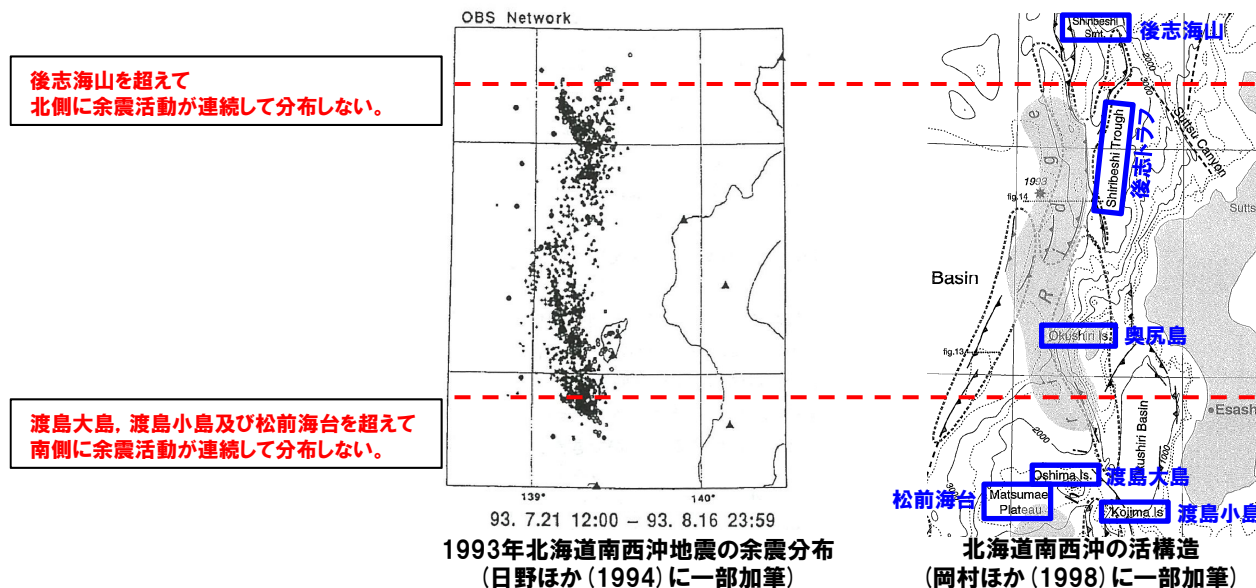 OBS Network
後志海山を超えて
北側に余震活動が連続して分布しない。
渡島大島，渡島小島及び松前海台を超えて
南側に余震活動が連続して分布しない。
139°
140°
93. 7.21 12:00 − 93. 8.16 23:59
1993年北海道南西沖地震の余震分布
(日野ほか(1994)に一部加筆)
Shiribeshi
Smt.
後志海山
3000
Shiribeshi Trough
後志トラフ
Suttsu Canyon
Suttsu
1993
fig.14
Ridge
Basin
Okushiri Is.
奥尻島
fig.13
Esash
Okushiri Basin
2000
1000
Oshima Is.
渡島大島
松前海台
Matsumae
Plateau
Kojima Is
渡島小島
北海道南西沖の活構造
(岡村ほか(1998)に一部加筆)